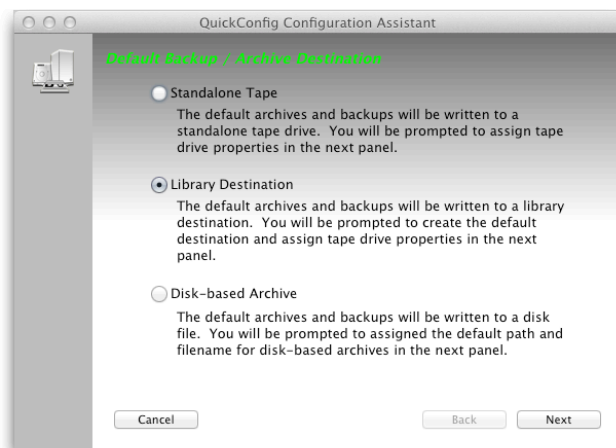 QuickConfig Configuration Assistant
Default Backup / Archive Destination
Standalone Tape
The default archives and backups will be written to a
standalone tape drive.  You will be prompted to assign tape
drive properties in the next panel.
Library Destination
The default archives and backups will be written to a library
destination.  You will be prompted to create the default
destination and assign tape drive properties in the next
panel.
Disk-based Archive
The default archives and backups will be written to a disk
file.  You will be prompted to assigned the default path and
filename for disk-based archives in the next panel.
Cancel
Back
Next